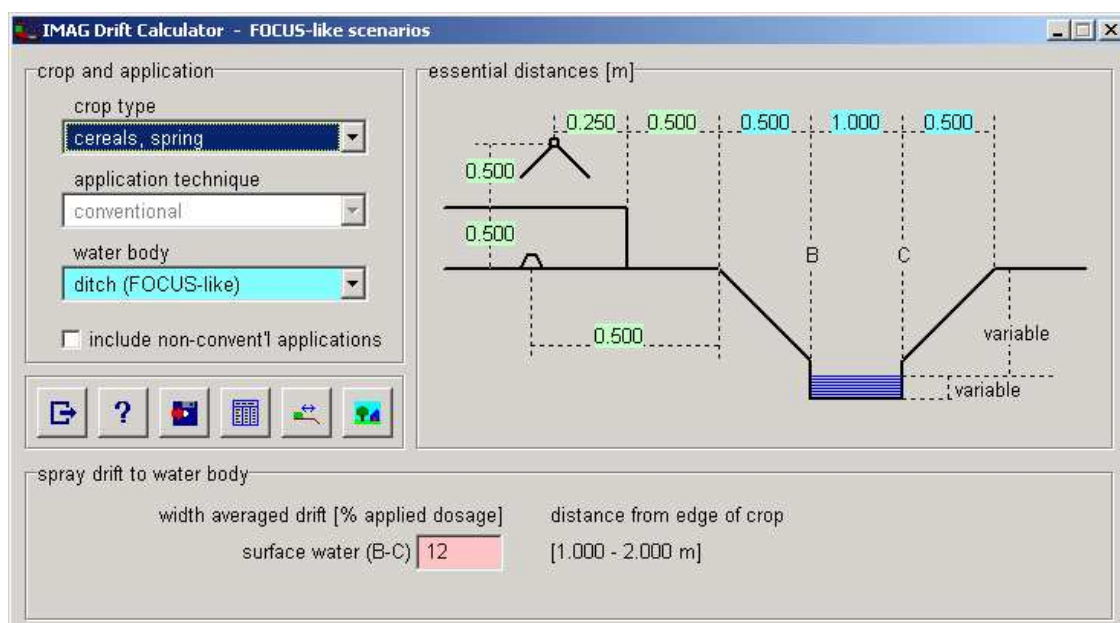 IMAG Drift Calculator - FOCUS-like scenarios
crop and application
crop type
cereals, spring
application technique
conventional
water body
ditch (FOCUS-like)
include non-convent'l applications
?
essential distances [m]
0.250 0.500 0.500 1.000 0.500
0.500
0.500
B C
0.500
variable
variable
spray drift to water body
width averaged drift [% applied dosage] distance from edge of crop
surface water (B-C) 12 [1.000 - 2.000 m]